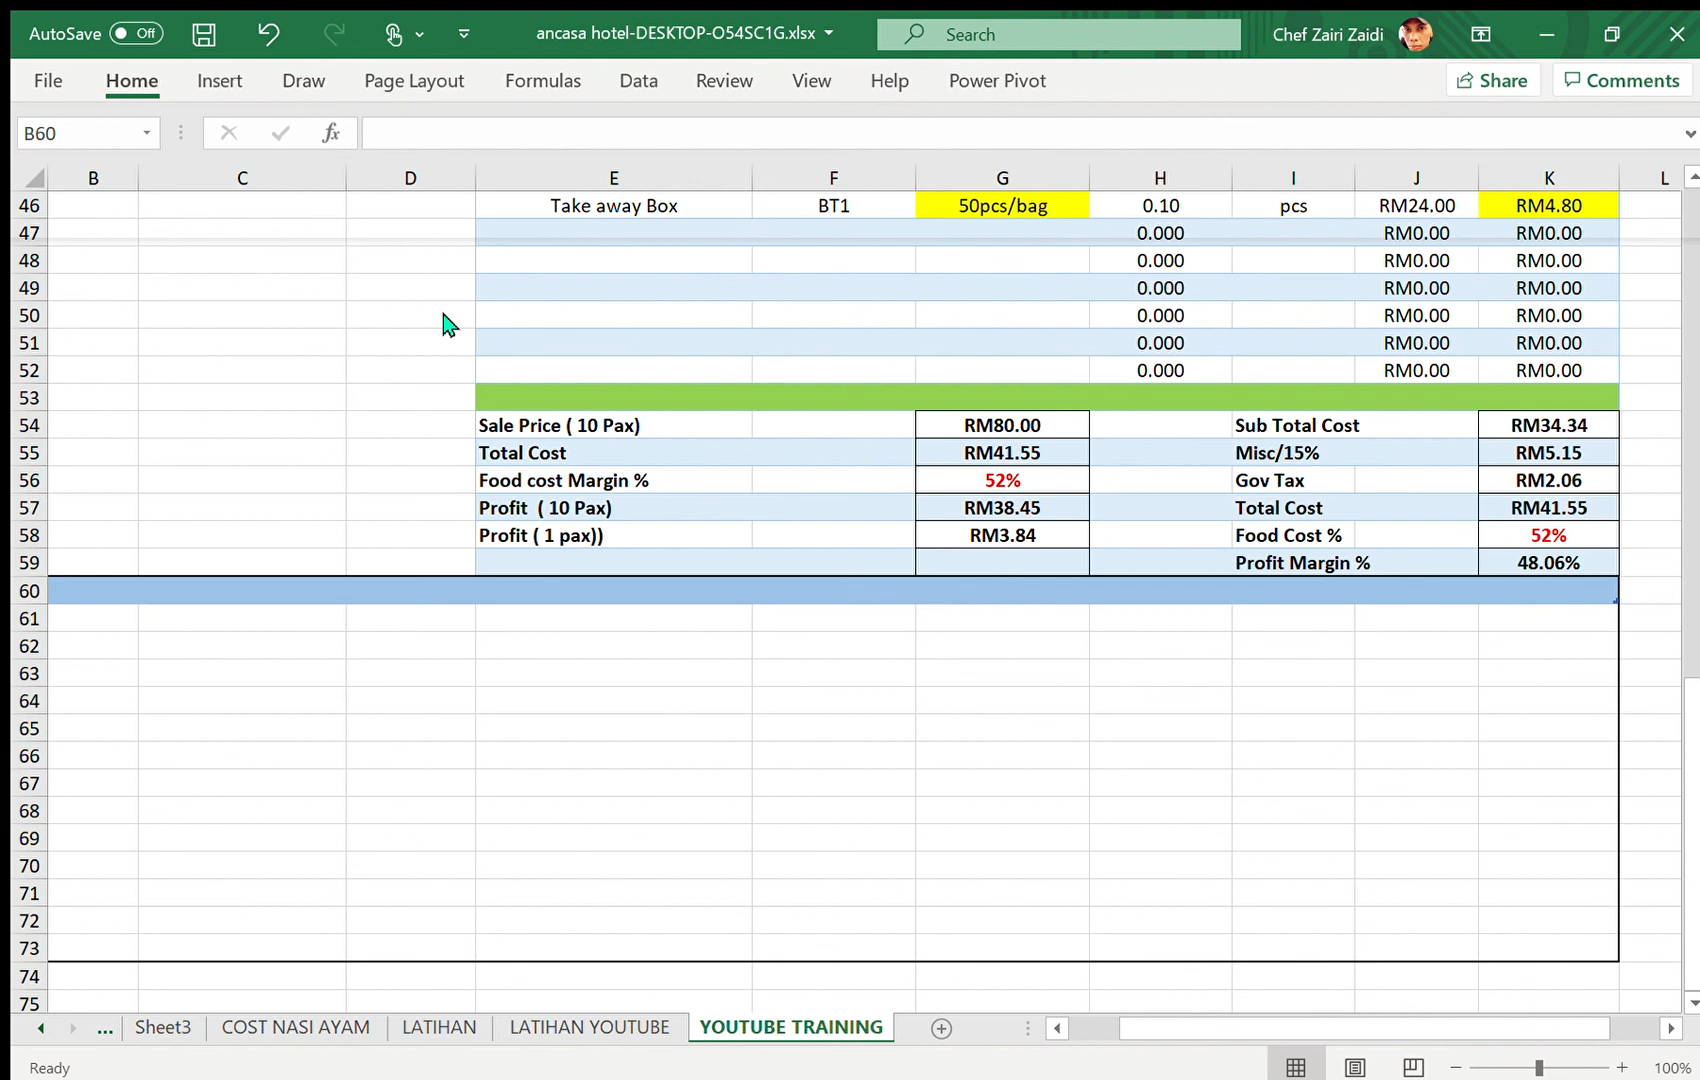 AutoSave Off ancasa hotel-DESKTOP-O54SC1G.xlsx Search Chef Zairi Zaidi
File Home Insert Draw Page Layout Formulas Data Review View Help Power Pivot Share Comments
B60 fx
B C D E F G H I J K L
46 Take away Box BT1 50pcs/bag 0.10 pcs RM24.00 RM4.80
47 0.000 RM0.00 RM0.00
48 0.000 RM0.00 RM0.00
49 0.000 RM0.00 RM0.00
50 0.000 RM0.00 RM0.00
51 0.000 RM0.00 RM0.00
52 0.000 RM0.00 RM0.00
53
54 Sale Price ( 10 Pax) RM80.00 Sub Total Cost RM34.34
55 Total Cost RM41.55 Misc/15% RM5.15
56 Food cost Margin % 52% Gov Tax RM2.06
57 Profit ( 10 Pax) RM38.45 Total Cost RM41.55
58 Profit ( 1 pax)) RM3.84 Food Cost % 52%
59 Profit Margin % 48.06%
60
61
62
63
64
65
66
67
68
69
70
71
72
73
74
75
... Sheet3 COST NASI AYAM LATIHAN LATIHAN YOUTUBE YOUTUBE TRAINING
Ready 100%